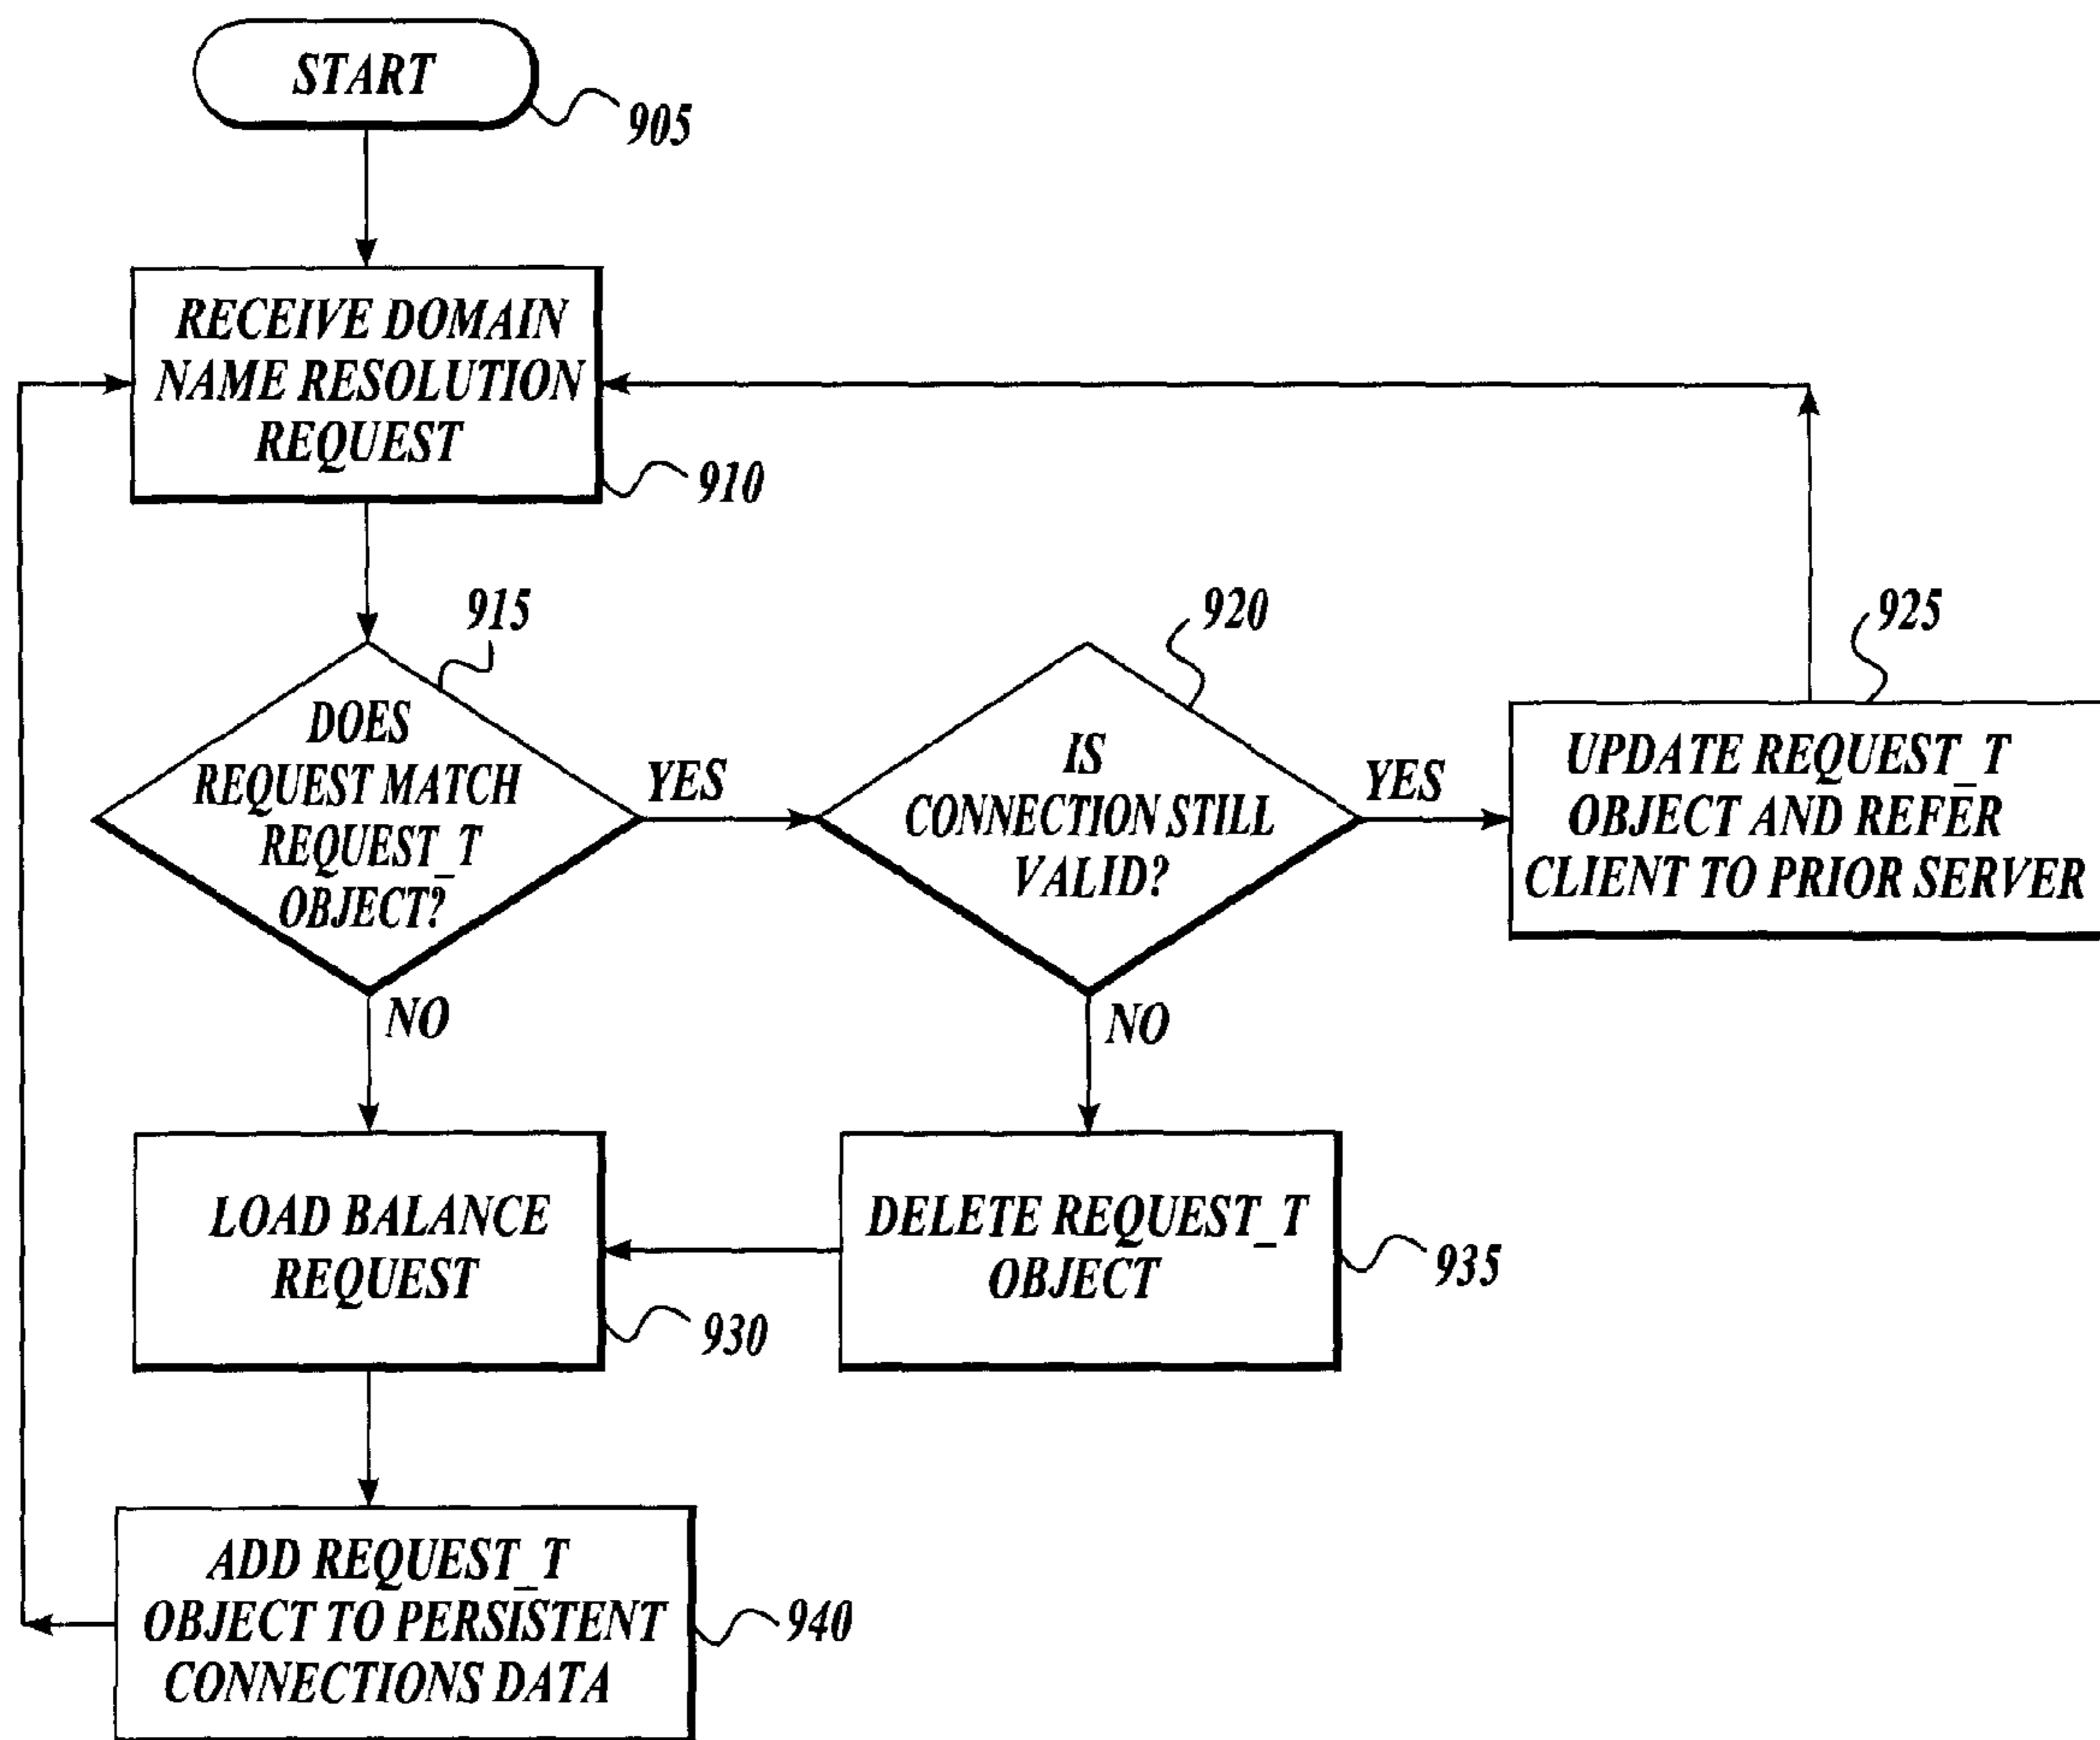 START
905
RECEIVE DOMAIN
NAME RESOLUTION
REQUEST
910
915
DOES
REQUEST MATCH
REQUEST_T
OBJECT?
YES
NO
920
IS
CONNECTION STILL
VALID?
YES
NO
925
UPDATE REQUEST_T
OBJECT AND REFER
CLIENT TO PRIOR SERVER
LOAD BALANCE
REQUEST
930
DELETE REQUEST_T
OBJECT
935
ADD REQUEST_T
OBJECT TO PERSISTENT
CONNECTIONS DATA
940